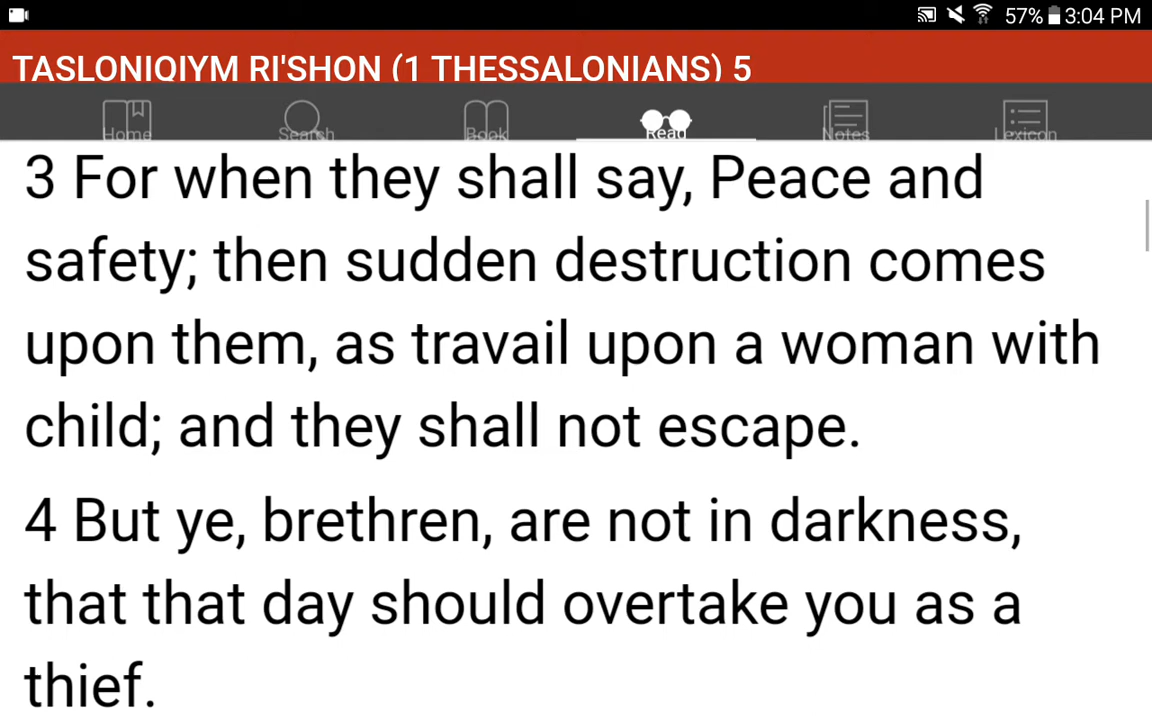 57% 3:04 PM
TASLONIQIYM RI'SHON (1 THESSALONIANS) 5
Home Search Book Read Notes Lexicon
3 For when they shall say, Peace and
safety; then sudden destruction comes
upon them, as travail upon a woman with
child; and they shall not escape.
4 But ye, brethren, are not in darkness,
that that day should overtake you as a
thief.